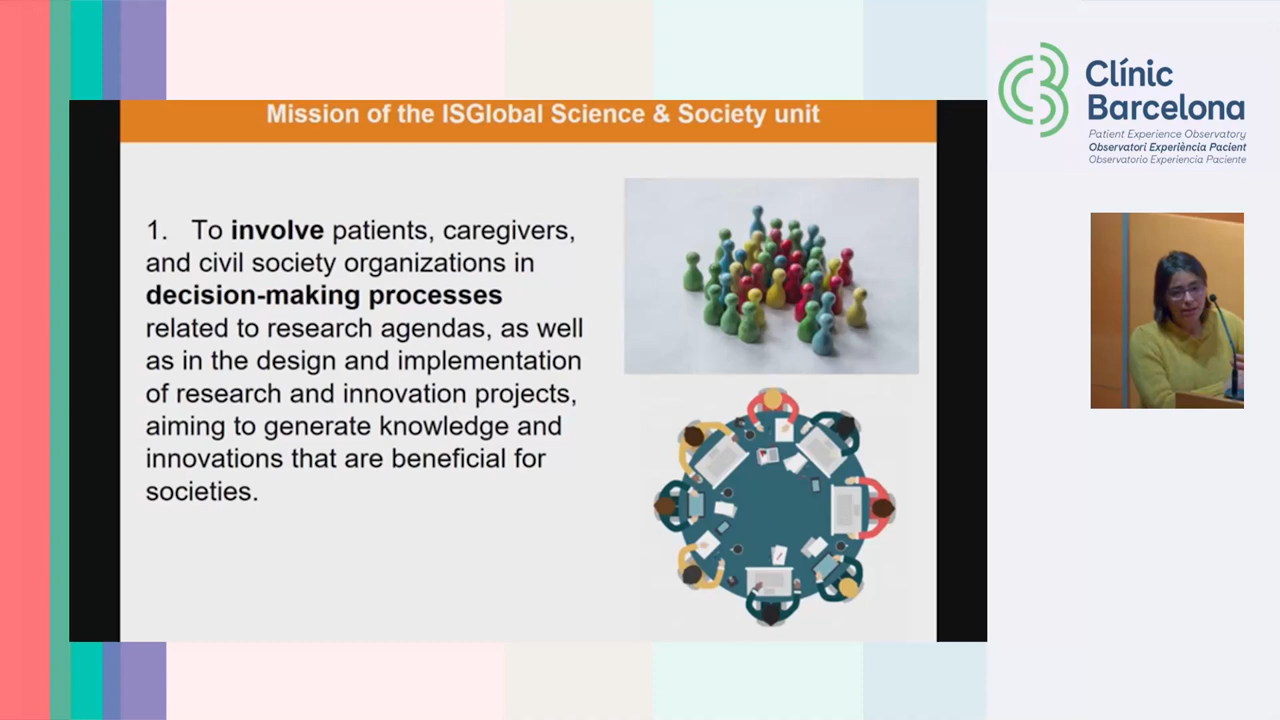 Mission of the ISGlobal Science & Society unit
1. To involve patients, caregivers,
and civil society organizations in
decision-making processes
related to research agendas, as well
as in the design and implementation
of research and innovation projects,
aiming to generate knowledge and
innovations that are beneficial for
societies.
Clínic
Barcelona
Patient Experience Observatory
Observatori Experiència Pacient
Observatorio Experiencia Paciente